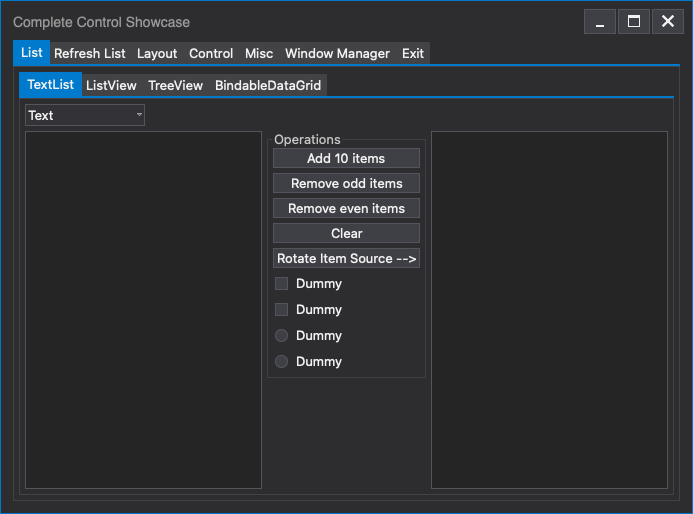 Complete Control Showcase
List Refresh List Layout Control Misc Window Manager Exit
TextList ListView TreeView BindableDataGrid
Text
Operations
Add 10 items
Remove odd items
Remove even items
Clear
Rotate Item Source -->
Dummy
Dummy
Dummy
Dummy